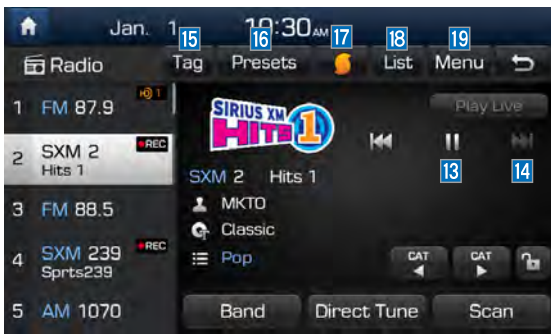 Jan. 1 10:30 AM
15 16 17 18 19
Radio Tag Presets List Menu
1 FM 87.9 HD) 1
SIRIUS XM
HITS 1
Play Live
2 SXM 2 REC
Hits 1
13 14
SXM 2 Hits 1
3 FM 88.5
MKTO
Classic
4 SXM 239 REC
Sprts239
Pop
CAT CAT
5 AM 1070
Band Direct Tune Scan